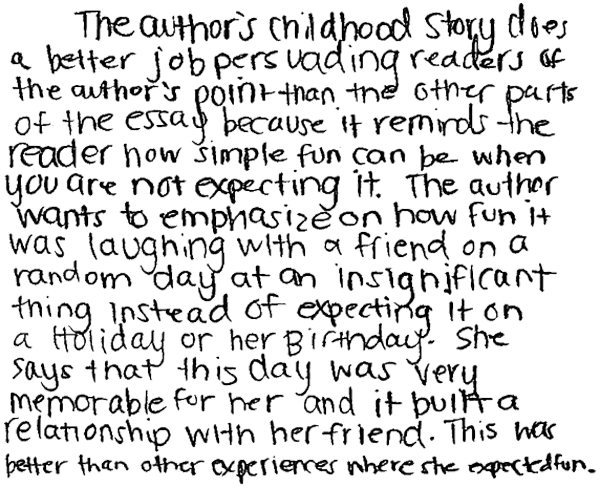 The author's childhood story does
a better job persuading readers of
the author's point than the other parts
of the essay because it reminds the
reader how simple fun can be when
you are not expecting it. The author
wants to emphasize on how fun it
was laughing with a friend on a
random day at an insignificant
thing instead of expecting it on
a Holiday or her Birthday. She
says that this day was very
memorable for her and it built a
relationship with her friend. This was
better than other experiences where she expected fun.